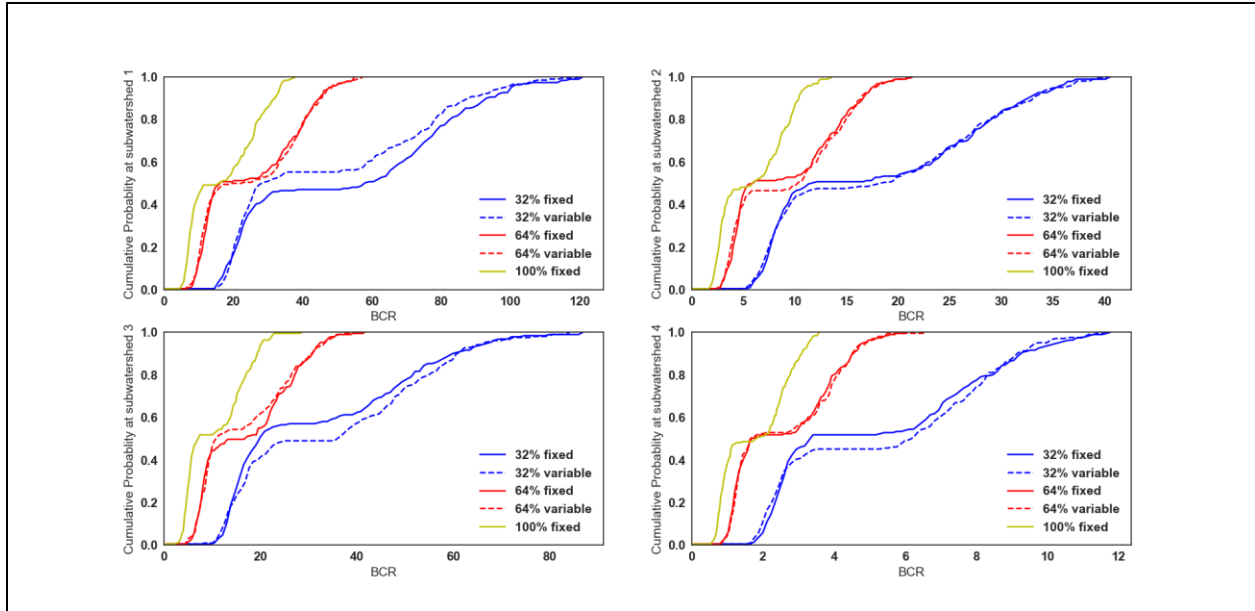 Cumulative Probability at subwatershed 1
1.0
0.8
0.6
0.4
0.2
0.0
32% fixed
32% variable
64% fixed
64% variable
100% fixed
0 20 40 60 80 100 120
BCR
Cumulative Probablity at subwatershed 2
1.0
0.8
0.6
0.4
0.2
0.0
32% fixed
32% variable
64% fixed
64% variable
100% fixed
0 5 10 15 20 25 30 35 40
BCR
Cumulative Probablity at subwatershed 3
1.0
0.8
0.6
0.4
0.2
0.0
32% fixed
32% variable
64% fixed
64% variable
100% fixed
0 20 40 60 80
BCR
Cumulative Probablity at subwatershed 4
1.0
0.8
0.6
0.4
0.2
0.0
32% fixed
32% variable
64% fixed
64% variable
100% fixed
0 2 4 6 8 10 12
BCR